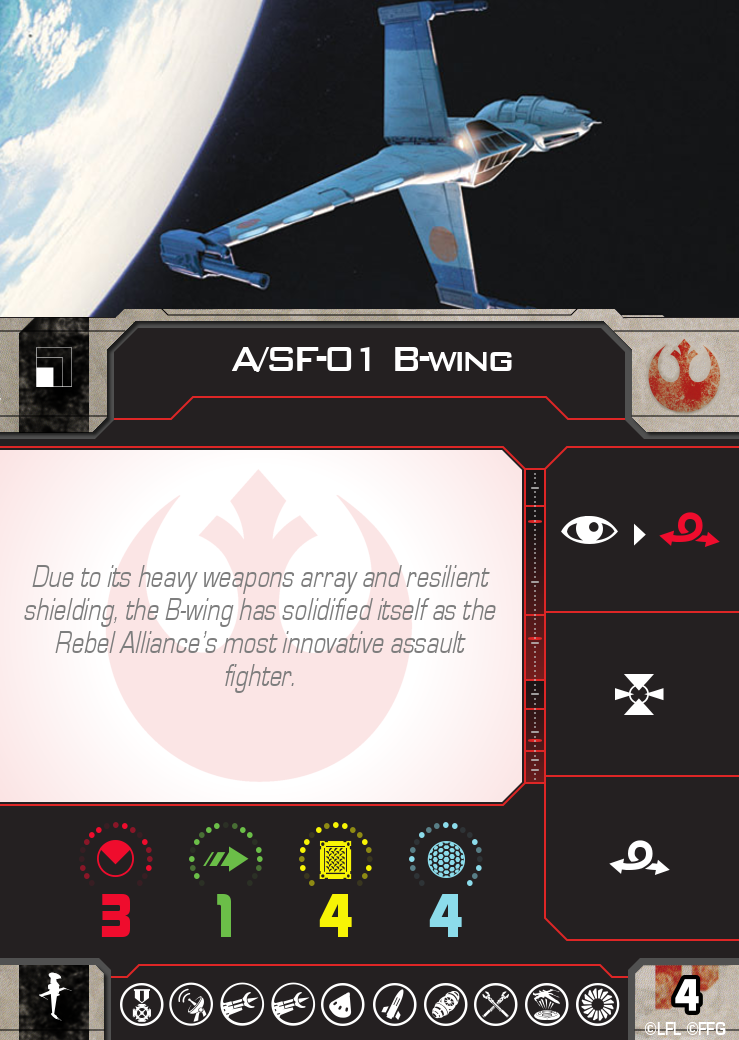 A/SF-01 B-WING
Due to its heavy weapons array and resilient
shielding, the B-wing has solidified itself as the
Rebel Alliance's most innovative assault
fighter.
3 1 4 4
4
©LFL ©FFG